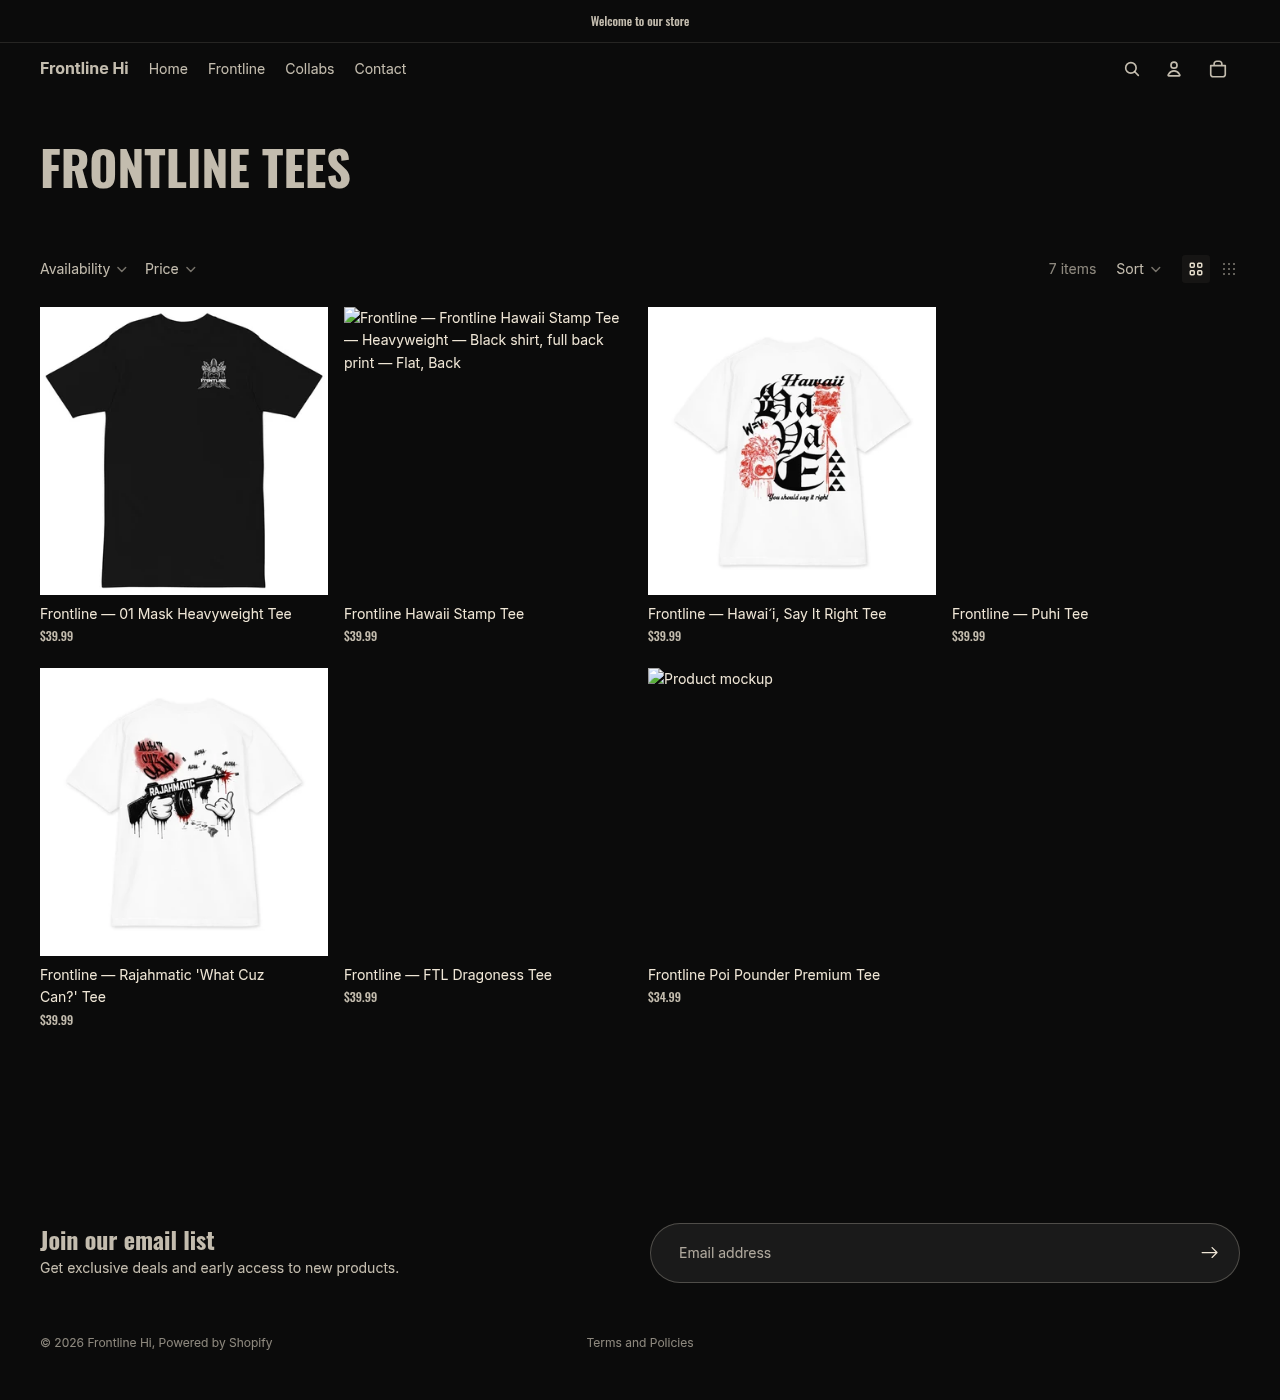 Welcome to our store
Frontline Hi
Home
Frontline
Collabs
Contact
FRONTLINE TEES
Availability
Price
7 items
Sort
FRONTLINE
Frontline — Frontline Hawaii Stamp Tee
— Heavyweight — Black shirt, full back
print — Flat, Back
Hawaii
Ha
Va
E
You should say it right
Frontline — 01 Mask Heavyweight Tee
$39.99
Frontline Hawaii Stamp Tee
$39.99
Frontline — Hawaiʻi, Say It Right Tee
$39.99
Frontline — Puhi Tee
$39.99
RAJAHMATIC
Product mockup
Frontline — Rajahmatic 'What Cuz
Can?' Tee
$39.99
Frontline — FTL Dragoness Tee
$39.99
Frontline Poi Pounder Premium Tee
$34.99
Join our email list
Get exclusive deals and early access to new products.
Email address
© 2026 Frontline Hi, Powered by Shopify
Terms and Policies